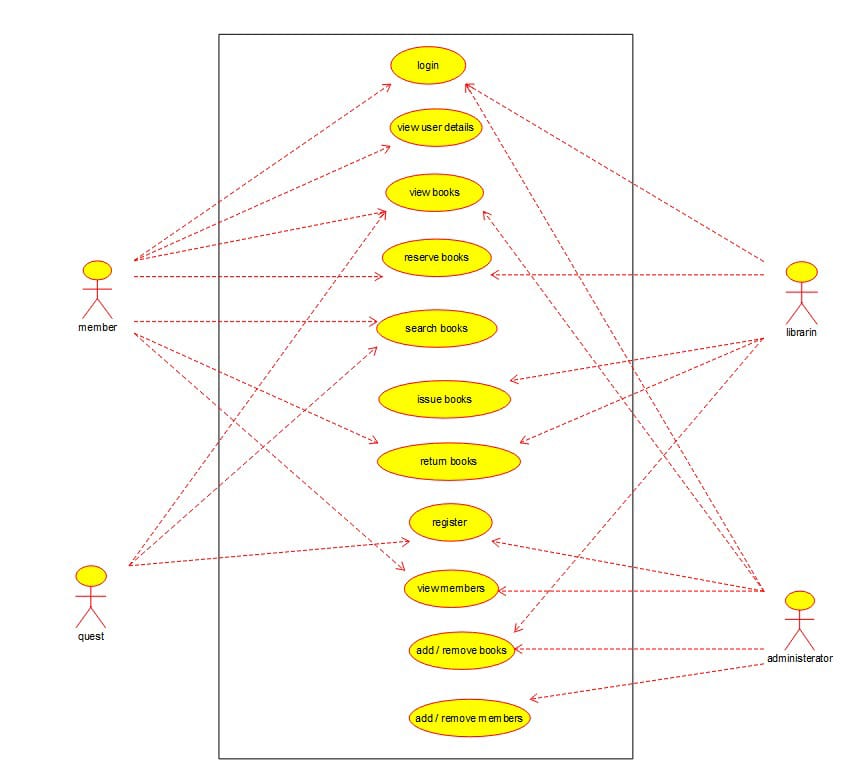 login
view user details
view books
reserve books
search books
issue books
return books
register
view members
add / remove books
add / remove members
member
quest
librarin
administerator